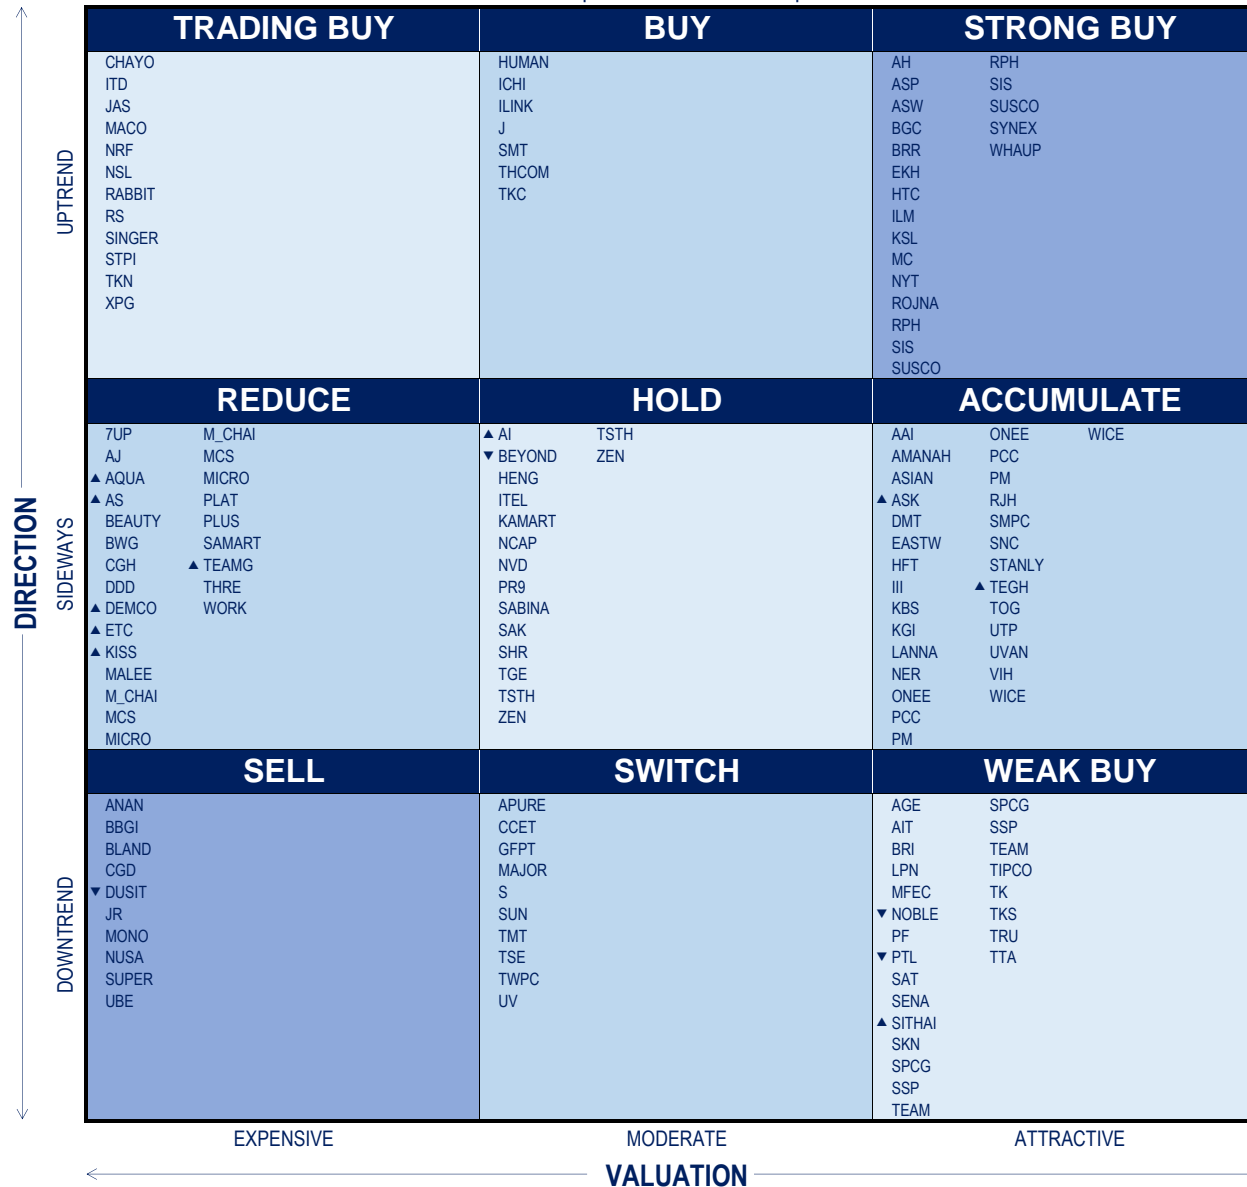 TRADING BUY BUY STRONG BUY
CHAYO HUMAN AH RPH
ITD ICHI ASP SIS
JAS ILINK ASW SUSCO
MACO J BGC SYNEX
NRF SMT BRR WHAUP
NSL THCOM EKH
RABBIT TKC HTC
RS ILM
SINGER KSL
STPI MC
TKN NYT
XPG ROJNA
RPH
SIS
SUSCO
UPTREND
REDUCE HOLD ACCUMULATE
7UP M_CHAI ▲ AI TSTH AAI ONEE WICE
AJ MCS ▼ BEYOND ZEN AMANAH PCC
▲ AQUA MICRO HENG ASIAN PM
▲ AS PLAT ITEL ▲ ASK RJH
BEAUTY PLUS KAMART DMT SMPC
BWG SAMART NCAP EASTW SNC
CGH ▲ TEAMG NVD HFT STANLY
DDD THRE PR9 III ▲ TEGH
▲ DEMCO WORK SABINA KBS TOG
▲ ETC SAK KGI UTP
▲ KISS SHR LANNA UVAN
MALEE TGE NER VIH
M_CHAI TSTH ONEE WICE
MCS ZEN PCC
MICRO PM
DIRECTION
SIDEWAYS
SELL SWITCH WEAK BUY
ANAN APURE AGE SPCG
BBGI CCET AIT SSP
BLAND GFPT BRI TEAM
CGD MAJOR LPN TIPCO
▼ DUSIT S MFEC TK
JR SUN ▼ NOBLE TKS
MONO TMT PF TRU
NUSA TSE ▼ PTL TTA
SUPER TWPC SAT
UBE UV SENA
▲ SITHAI
SKN
SPCG
SSP
TEAM
DOWNTREND
EXPENSIVE MODERATE ATTRACTIVE
VALUATION